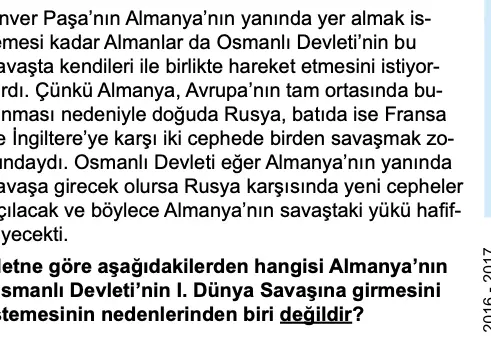 nver Paşa’nın Almanya’nın yanında yer almak is-
emesi kadar Almanlar da Osmanlı Devleti’nin bu
avaşta kendileri ile birlikte hareket etmesini istiyor-
rdı. Çünkü Almanya, Avrupa’nın tam ortasında bu-
nması nedeniyle doğuda Rusya, batıda ise Fransa
e İngiltere’ye karşı iki cephede birden savaşmak zo-
ındaydı. Osmanlı Devleti eğer Almanya’nın yanında
avaşa girecek olursa Rusya karşısında yeni cepheler
çılacak ve böylece Almanya’nın savaştaki yükü hafif-
yecekti.
letne göre aşağıdakilerden hangisi Almanya’nın
smanlı Devleti’nin I. Dünya Savaşına girmesini
stemesinin nedenlerinden biri değildir?
2016 - 2017